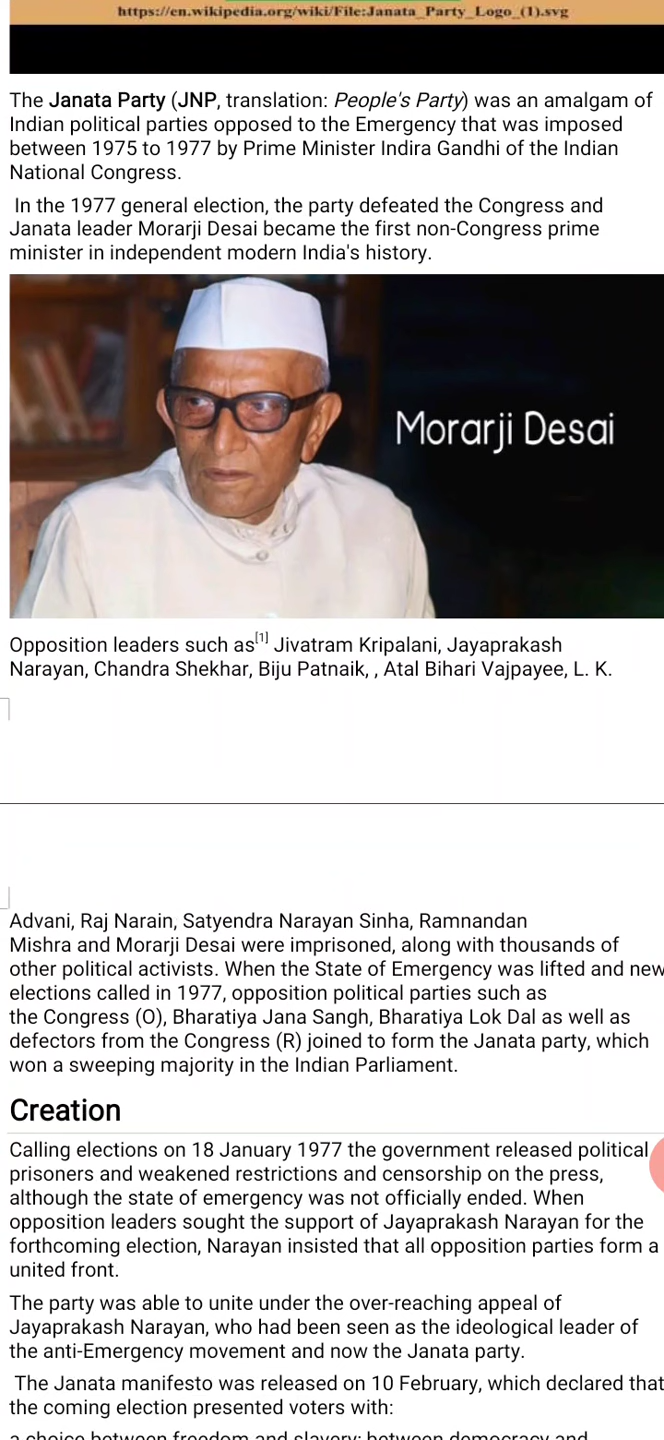 https://en.wikipedia.org/wiki/File:Janata_Party_Logo_(1).svg
The Janata Party (JNP, translation: People's Party) was an amalgam of
Indian political parties opposed to the Emergency that was imposed
between 1975 to 1977 by Prime Minister Indira Gandhi of the Indian
National Congress.
In the 1977 general election, the party defeated the Congress and
Janata leader Morarji Desai became the first non-Congress prime
minister in independent modern India's history.
Morarji Desai
Opposition leaders such as[1] Jivatram Kripalani, Jayaprakash
Narayan, Chandra Shekhar, Biju Patnaik, , Atal Bihari Vajpayee, L. K.
Advani, Raj Narain, Satyendra Narayan Sinha, Ramnandan
Mishra and Morarji Desai were imprisoned, along with thousands of
other political activists. When the State of Emergency was lifted and new
elections called in 1977, opposition political parties such as
the Congress (O), Bharatiya Jana Sangh, Bharatiya Lok Dal as well as
defectors from the Congress (R) joined to form the Janata party, which
won a sweeping majority in the Indian Parliament.
Creation
Calling elections on 18 January 1977 the government released political
prisoners and weakened restrictions and censorship on the press,
although the state of emergency was not officially ended. When
opposition leaders sought the support of Jayaprakash Narayan for the
forthcoming election, Narayan insisted that all opposition parties form a
united front.
The party was able to unite under the over-reaching appeal of
Jayaprakash Narayan, who had been seen as the ideological leader of
the anti-Emergency movement and now the Janata party.
The Janata manifesto was released on 10 February, which declared that
the coming election presented voters with:
a choice between freedom and slavery; between democracy and